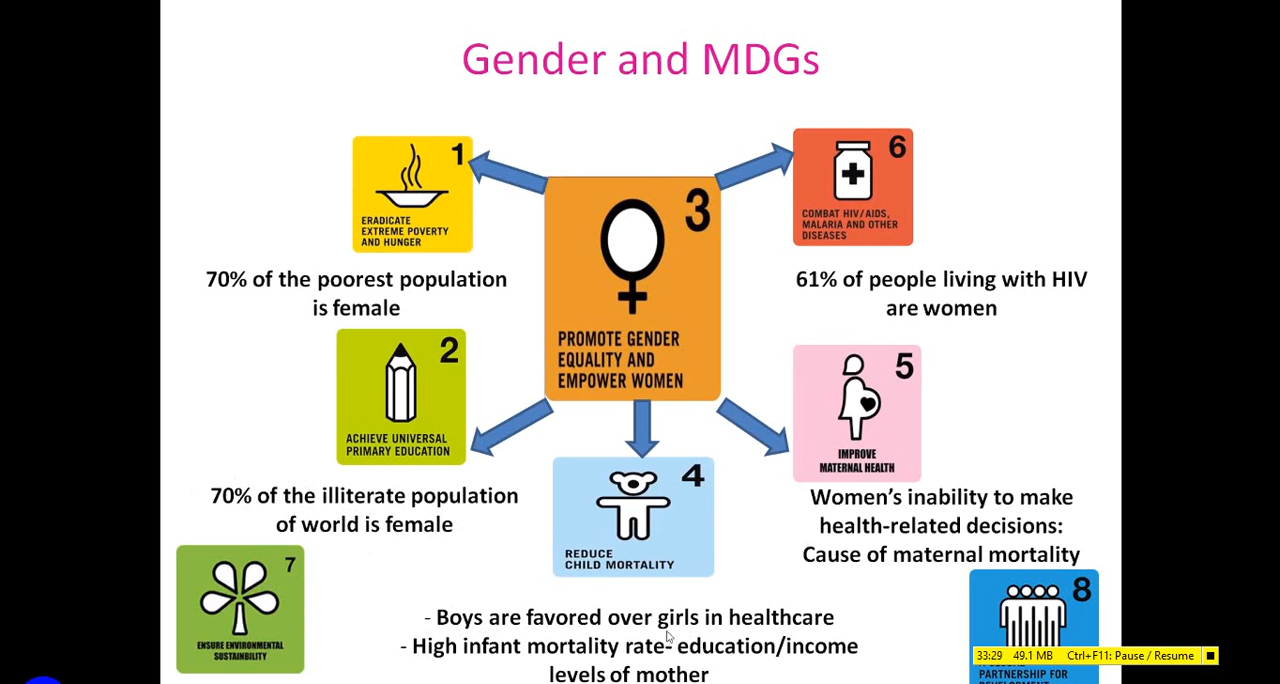 Gender and MDGs
1
ERADICATE
EXTREME POVERTY
AND HUNGER
70% of the poorest population
is female
2
ACHIEVE UNIVERSAL
PRIMARY EDUCATION
70% of the illiterate population
of world is female
3
PROMOTE GENDER
EQUALITY AND
EMPOWER WOMEN
6
COMBAT HIV/AIDS,
MALARIA AND OTHER
DISEASES
61% of people living with HIV
are women
5
IMPROVE
MATERNAL HEALTH
Women's inability to make
health-related decisions:
Cause of maternal mortality
4
REDUCE
CHILD MORTALITY
- Boys are favored over girls in healthcare
- High infant mortality rate- education/income
levels of mother
7
ENSURE ENVIRONMENTAL
SUSTAINBILITY
8
PARTNERSHIP FOR
33:29 49.1 MB Ctrl+F11: Pause / Resume